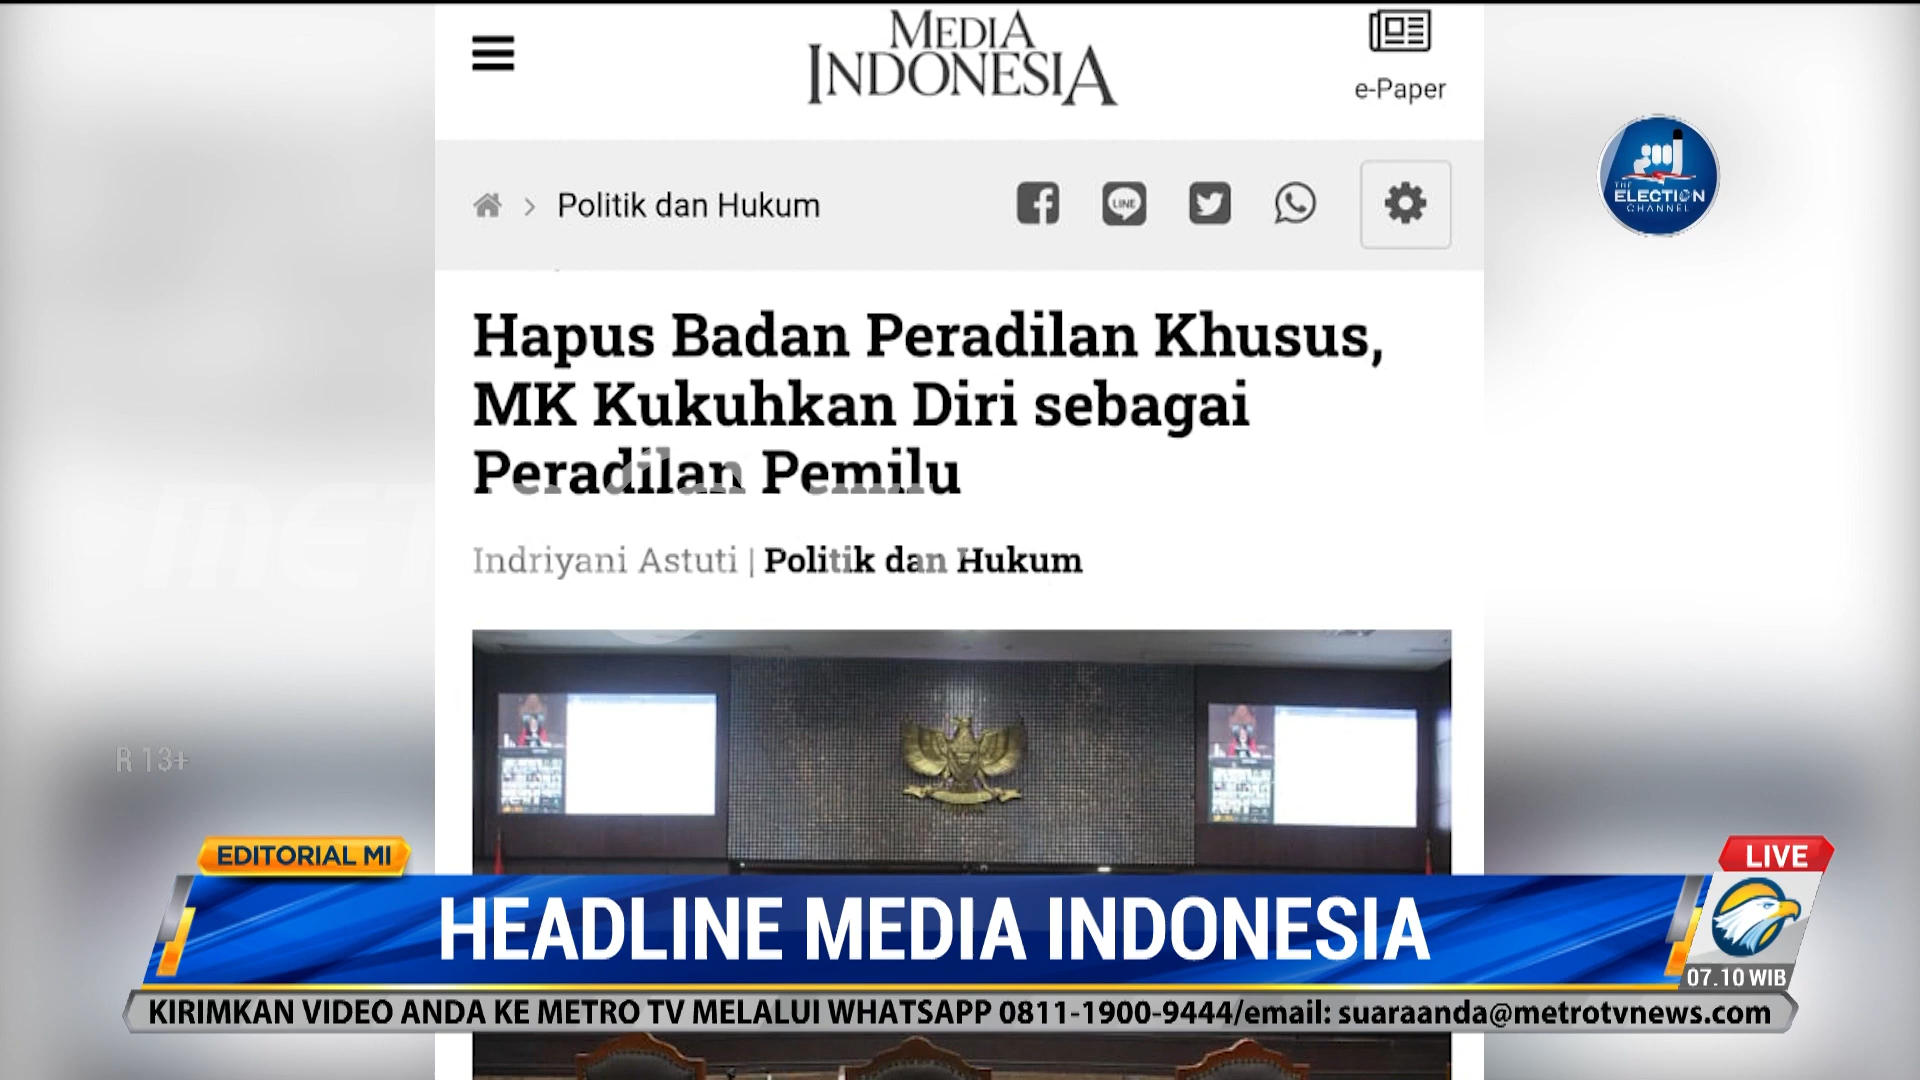 MEDIA
INDONESIA
e-Paper
Politik dan Hukum
LINE
THE
ELECTION
CHANNEL
Hapus Badan Peradilan Khusus,
MK Kukuhkan Diri sebagai
Peradilan Pemilu
Indriyani Astuti | Politik dan Hukum
MET
R 13+
EDITORIAL MI
LIVE
HEADLINE MEDIA INDONESIA
07.10 WIB
KIRIMKAN VIDEO ANDA KE METRO TV MELALUI WHATSAPP 0811-1900-9444/email: suaraanda@metrotvnews.com